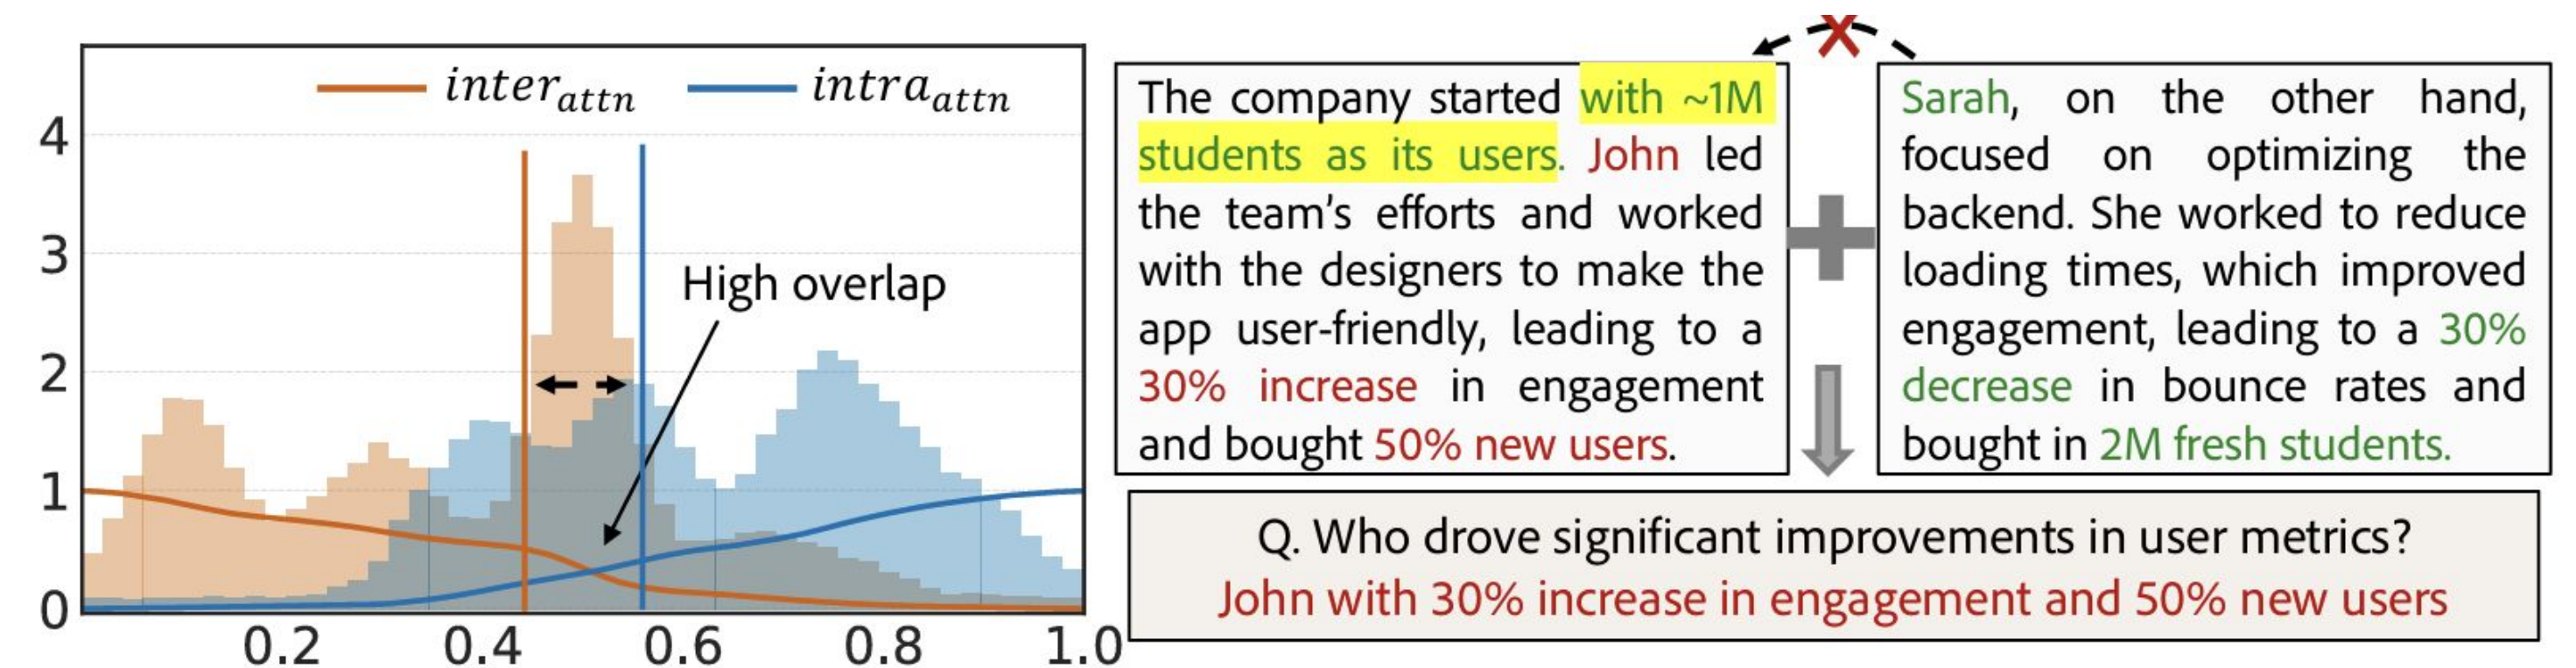 inter_attn
intra_attn
4
3
2
1
0
0.2
0.4
0.6
0.8
1.0
High overlap
The company started with ~1M
students as its users. John led
the team's efforts and worked
with the designers to make the
app user-friendly, leading to a
30% increase in engagement
and bought 50% new users.
Sarah, on the other hand,
focused on optimizing the
backend. She worked to reduce
loading times, which improved
engagement, leading to a 30%
decrease in bounce rates and
bought in 2M fresh students.
Q. Who drove significant improvements in user metrics?
John with 30% increase in engagement and 50% new users